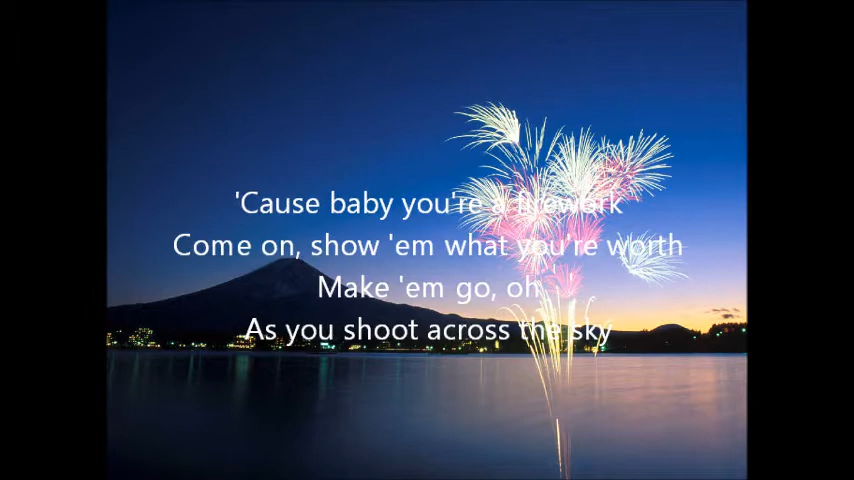 'Cause baby you're a firework
Come on, show 'em what you're worth
Make 'em go, oh
As you shoot across the sky